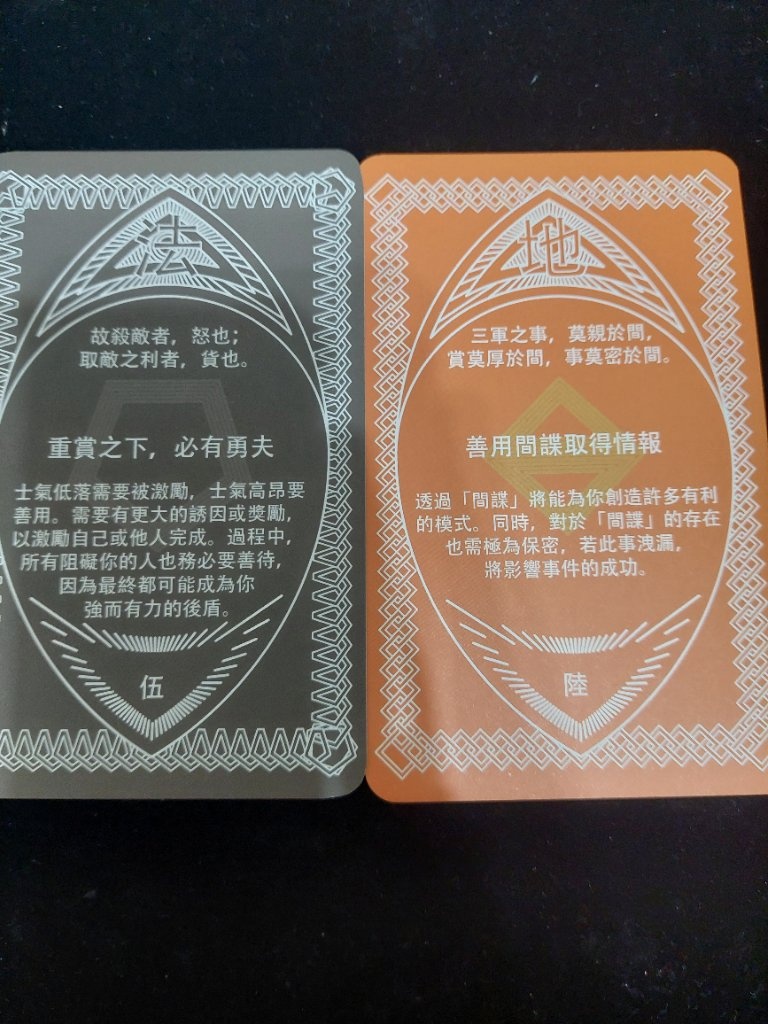 法
故殺敵者，怒也；
取敵之利者，貨也。
重賞之下，必有勇夫
士氣低落需要被激勵，士氣高昂要
善用。需要有更大的誘因或獎勵，
以激勵自己或他人完成。過程中，
所有阻礙你的人也務必要善待，
因為最終都可能成為你
強而有力的後盾。
伍
地
三軍之事，莫親於間，
賞莫厚於間，事莫密於間。
善用間諜取得情報
透過「間諜」將能為你創造許多有利
的模式。同時，對於「間諜」的存在
也需極為保密，若此事洩漏，
將影響事件的成功。
陸